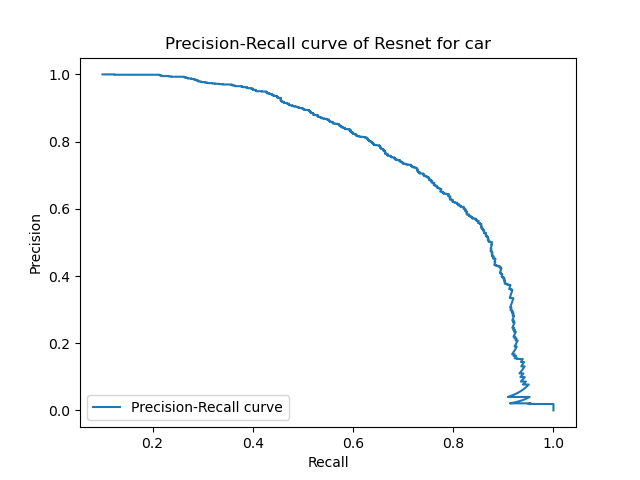 Precision-Recall curve of Resnet for car
Precision
1.0
0.8
0.6
0.4
0.2
0.0
Precision-Recall curve
0.2 0.4 0.6 0.8 1.0
Recall